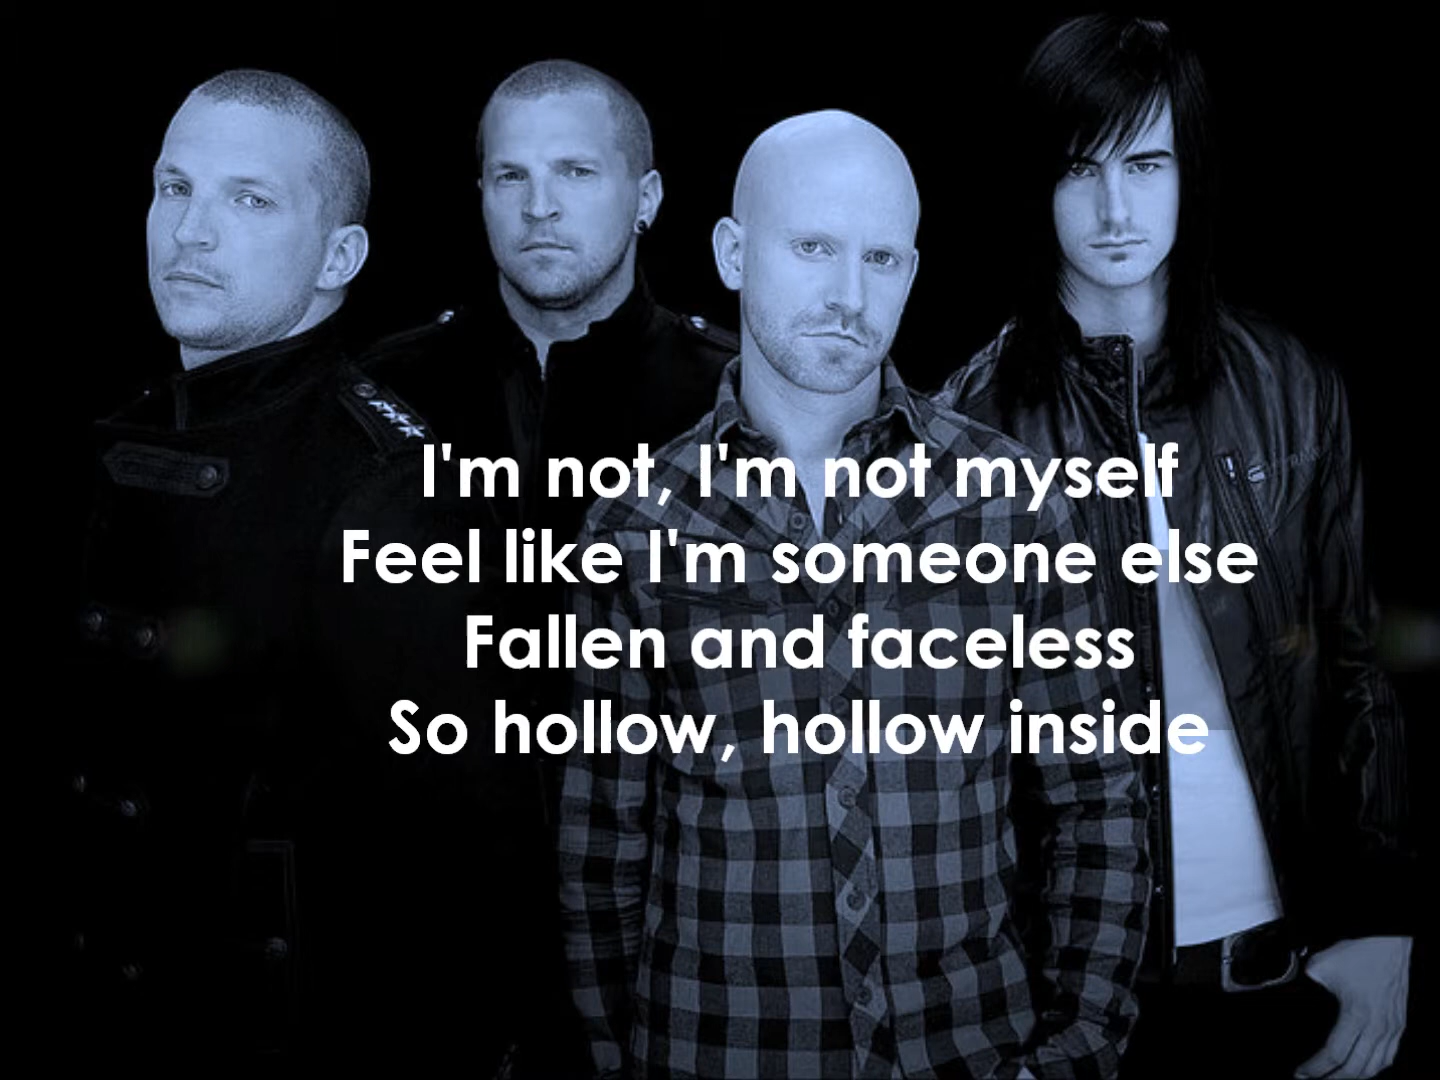 I'm not, I'm not myself
Feel like I'm someone else
Fallen and faceless
So hollow, hollow inside